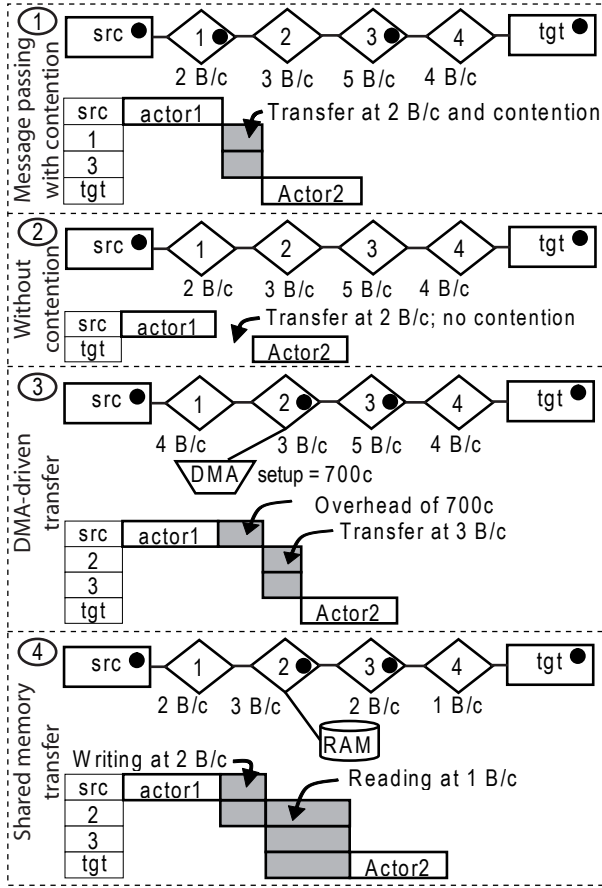 1
Message passing
with contention
src 1 2 3 4 tgt
2 B/c 3 B/c 5 B/c 4 B/c
src actor1 Transfer at 2 B/c and contention
1
3
tgt Actor2
2
Without
contention
src 1 2 3 4 tgt
2 B/c 3 B/c 5 B/c 4 B/c
src actor1 Transfer at 2 B/c; no contention
tgt Actor2
3
DMA-driven
transfer
src 1 2 3 4 tgt
4 B/c 3 B/c 5 B/c 4 B/c
DMA setup = 700c
Overhead of 700c
src actor1 Transfer at 3 B/c
2
3
tgt Actor2
4
Shared memory
transfer
src 1 2 3 4 tgt
2 B/c 3 B/c 2 B/c 1 B/c
RAM
Writing at 2 B/c
Reading at 1 B/c
src actor1
2
3
tgt Actor2